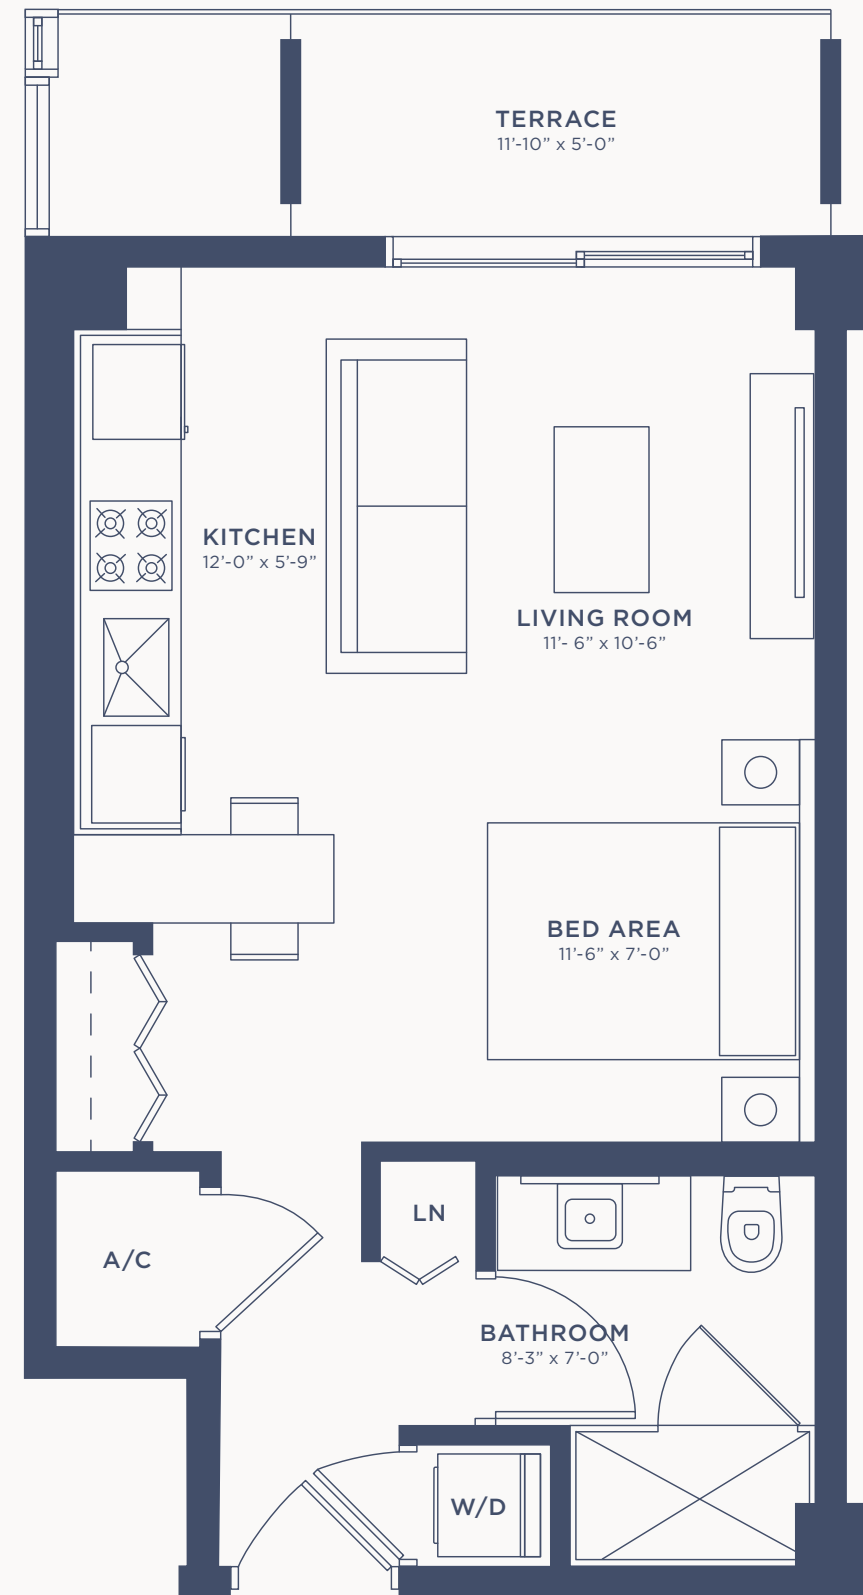 TERRACE
11’-10” x 5’-0”
KITCHEN
12’-0” x 5’-9”
LIVING ROOM
11’- 6” x 10’-6”
BED AREA
11’-6” x 7’-0”
LN
A/C
BATHROOM
8’-3” x 7’-0”
W/D